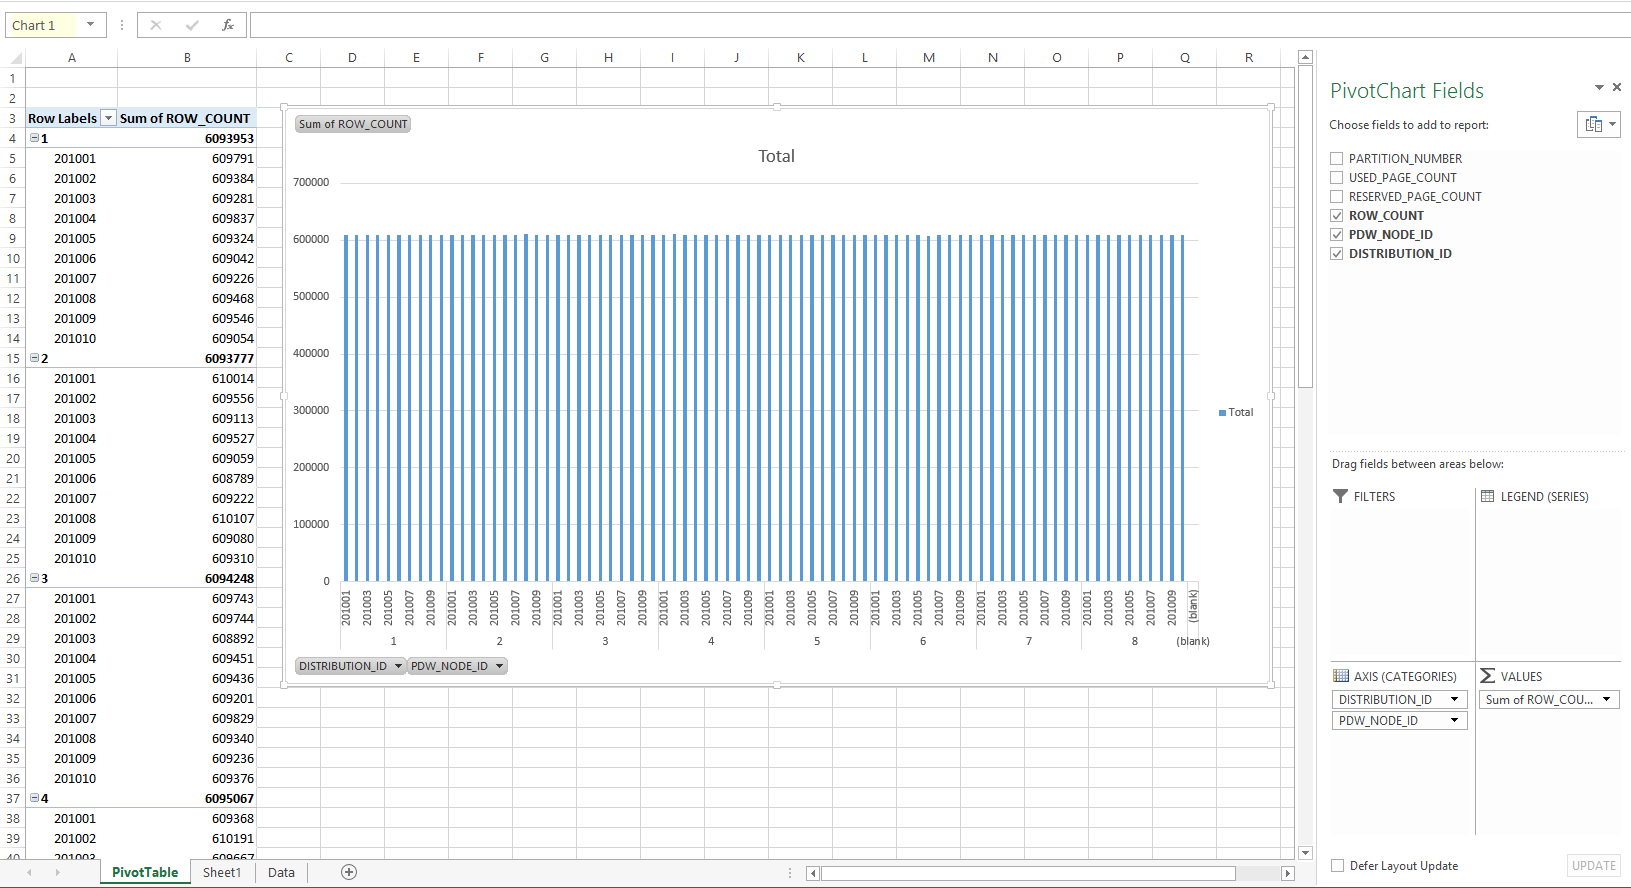 Chart 1
fx
A B C D E F G H I J K L M N O P Q R
1
2
3 Row Labels Sum of ROW_COUNT
4 1 6093953
5 201001 609791
6 201002 609384
7 201003 609281
8 201004 609837
9 201005 609324
10 201006 609042
11 201007 609226
12 201008 609468
13 201009 609546
14 201010 609054
15 2 6093777
16 201001 610014
17 201002 609556
18 201003 609113
19 201004 609527
20 201005 609059
21 201006 608789
22 201007 609222
23 201008 610107
24 201009 609080
25 201010 609310
26 3 6094248
27 201001 609743
28 201002 609744
29 201003 608892
30 201004 609451
31 201005 609436
32 201006 609201
33 201007 609829
34 201008 609340
35 201009 609236
36 201010 609376
37 4 6095067
38 201001 609368
39 201002 610191
40 201003 609667
Sum of ROW_COUNT
Total
700000
600000
500000
400000
300000
200000
100000
0
201001 201003 201005 201007 201009 201001 201003 201005 201007 201009 201001 201003 201005 201007 201009 201001 201003 201005 201007 201009 201001 201003 201005 201007 201009 201001 201003 201005 201007 201009 201001 201003 201005 201007 201009 201001 201003 201005 201007 201009 (blank)
1 2 3 4 5 6 7 8 (blank)
Total
DISTRIBUTION_ID PDW_NODE_ID
PivotChart Fields
Choose fields to add to report:
PARTITION_NUMBER
USED_PAGE_COUNT
RESERVED_PAGE_COUNT
ROW_COUNT
PDW_NODE_ID
DISTRIBUTION_ID
Drag fields between areas below:
FILTERS
LEGEND (SERIES)
AXIS (CATEGORIES)
DISTRIBUTION_ID
PDW_NODE_ID
VALUES
Sum of ROW_COU...
Defer Layout Update UPDATE
PivotTable Sheet1 Data